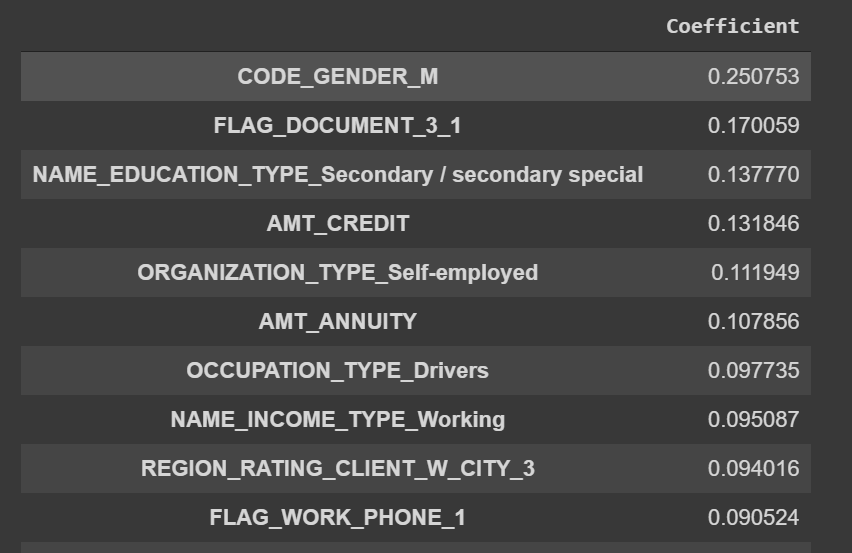 Coefficient
CODE_GENDER_M 0.250753
FLAG_DOCUMENT_3_1 0.170059
NAME_EDUCATION_TYPE_Secondary / secondary special 0.137770
AMT_CREDIT 0.131846
ORGANIZATION_TYPE_Self-employed 0.111949
AMT_ANNUITY 0.107856
OCCUPATION_TYPE_Drivers 0.097735
NAME_INCOME_TYPE_Working 0.095087
REGION_RATING_CLIENT_W_CITY_3 0.094016
FLAG_WORK_PHONE_1 0.090524